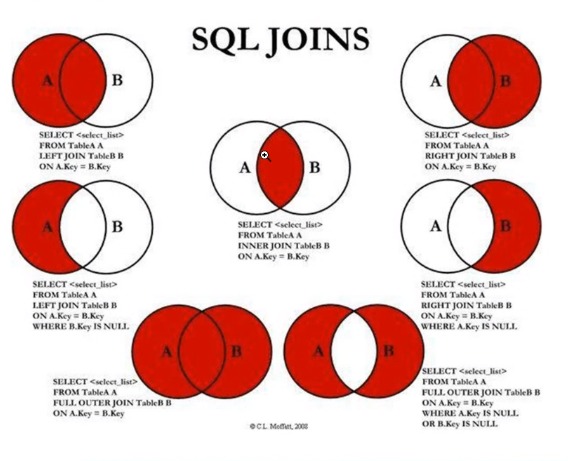 SQL JOINS
A B
SELECT <select_list>
FROM TableA A
LEFT JOIN TableB B
ON A.Key = B.Key
A B
SELECT <select_list>
FROM TableA A
RIGHT JOIN TableB B
ON A.Key = B.Key
A B
SELECT <select_list>
FROM TableA A
INNER JOIN TableB B
ON A.Key = B.Key
A B
SELECT <select_list>
FROM TableA A
LEFT JOIN TableB B
ON A.Key = B.Key
WHERE B.Key IS NULL
A B
SELECT <select_list>
FROM TableA A
RIGHT JOIN TableB B
ON A.Key = B.Key
WHERE A.Key IS NULL
A B
SELECT <select_list>
FROM TableA A
FULL OUTER JOIN TableB B
ON A.Key = B.Key
A B
SELECT <select_list>
FROM TableA A
FULL OUTER JOIN TableB B
ON A.Key = B.Key
WHERE A.Key IS NULL
OR B.Key IS NULL
© C.L. Moffatt, 2008